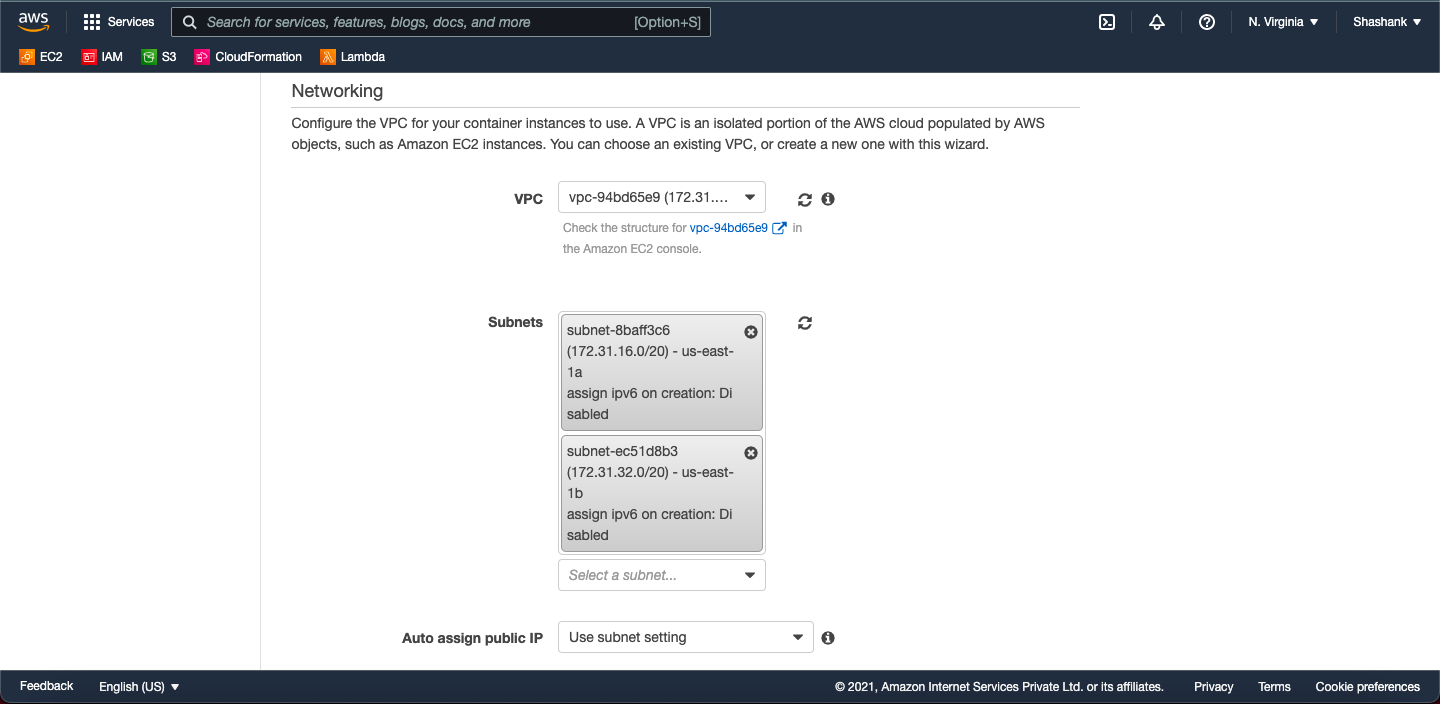 aws
Services
Search for services, features, blogs, docs, and more
[Option+S]
N. Virginia
Shashank
EC2
IAM
S3
CloudFormation
Lambda
Networking
Configure the VPC for your container instances to use. A VPC is an isolated portion of the AWS cloud populated by AWS
objects, such as Amazon EC2 instances. You can choose an existing VPC, or create a new one with this wizard.
VPC
vpc-94bd65e9 (172.31....
Check the structure for vpc-94bd65e9 in
the Amazon EC2 console.
Subnets
subnet-8baff3c6
(172.31.16.0/20) - us-east-
1a
assign ipv6 on creation: Di
sabled
subnet-ec51d8b3
(172.31.32.0/20) - us-east-
1b
assign ipv6 on creation: Di
sabled
Select a subnet...
Auto assign public IP
Use subnet setting
Feedback
English (US)
© 2021, Amazon Internet Services Private Ltd. or its affiliates.
Privacy
Terms
Cookie preferences